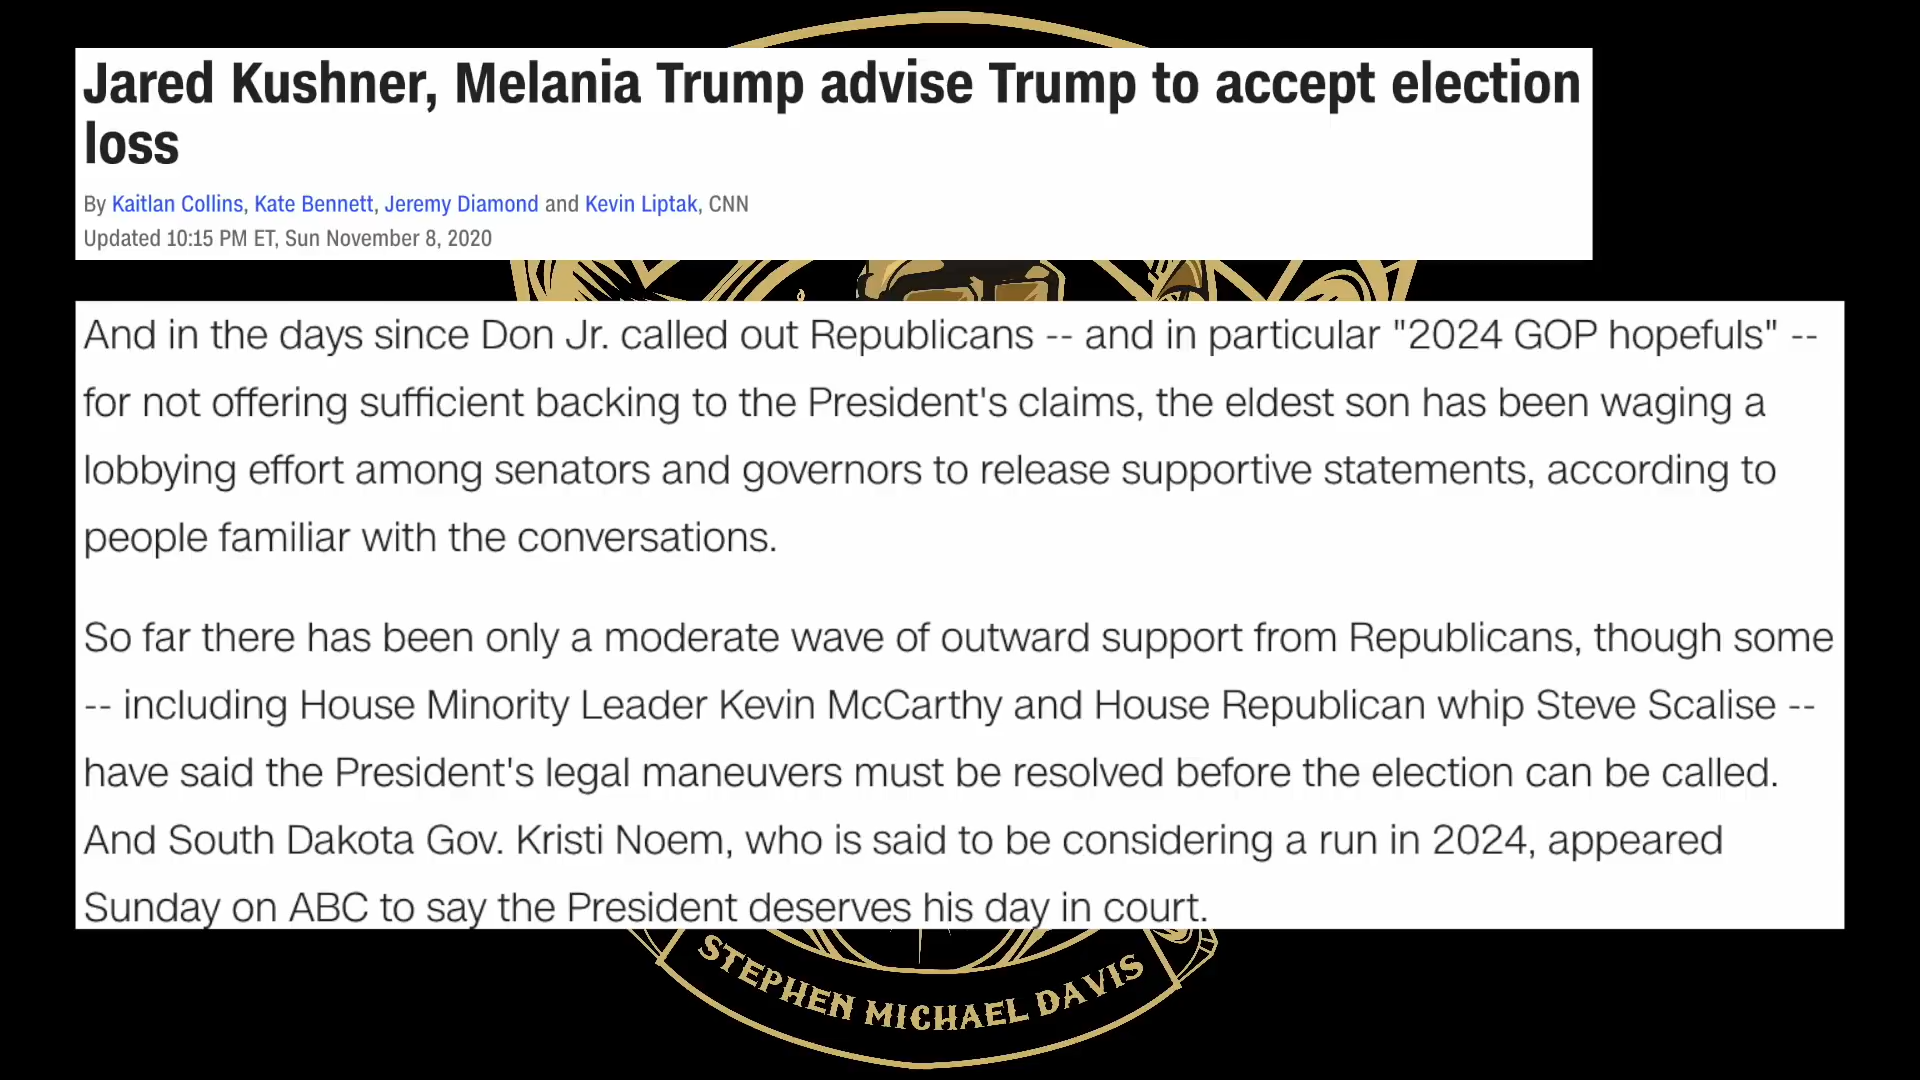 Jared Kushner, Melania Trump advise Trump to accept election
loss
By Kaitlan Collins, Kate Bennett, Jeremy Diamond and Kevin Liptak, CNN
Updated 10:15 PM ET, Sun November 8, 2020
And in the days since Don Jr. called out Republicans -- and in particular "2024 GOP hopefuls" --
for not offering sufficient backing to the President's claims, the eldest son has been waging a
lobbying effort among senators and governors to release supportive statements, according to
people familiar with the conversations.
So far there has been only a moderate wave of outward support from Republicans, though some
-- including House Minority Leader Kevin McCarthy and House Republican whip Steve Scalise --
have said the President's legal maneuvers must be resolved before the election can be called.
And South Dakota Gov. Kristi Noem, who is said to be considering a run in 2024, appeared
Sunday on ABC to say the President deserves his day in court.
STEPHEN MICHAEL DAVIS